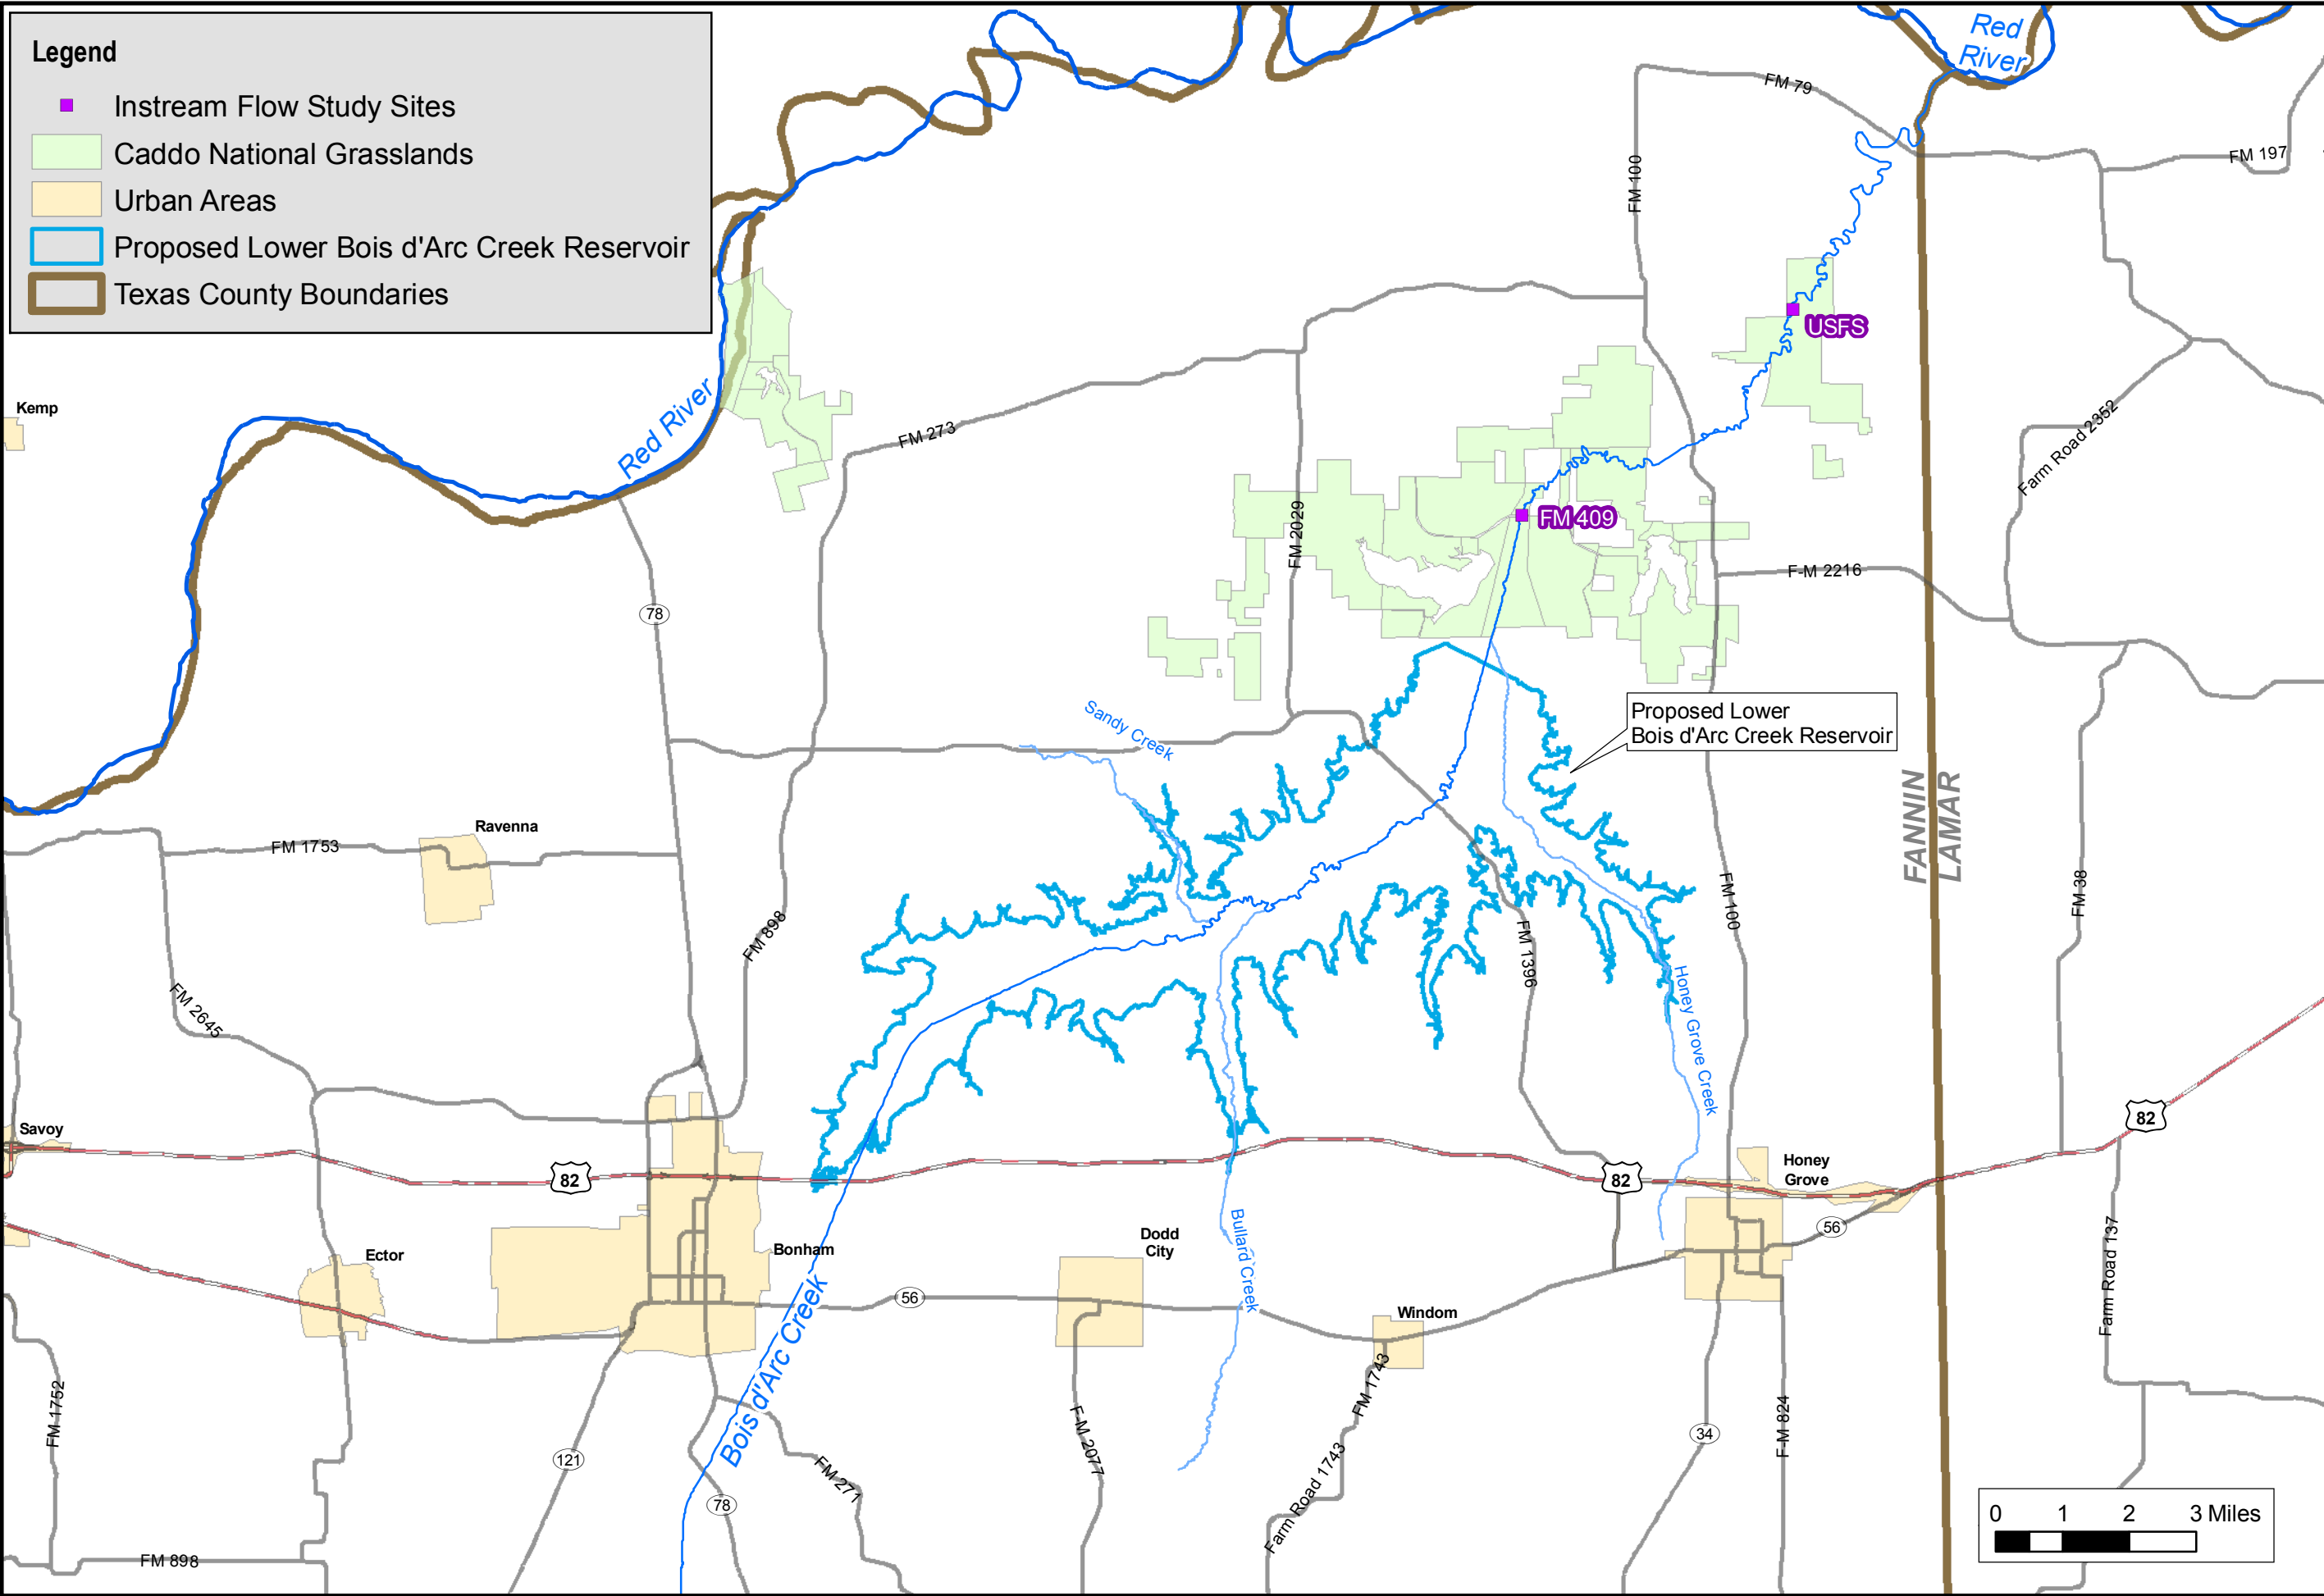 Legend
Instream Flow Study Sites
Caddo National Grasslands
Urban Areas
Proposed Lower Bois d'Arc Creek Reservoir
Texas County Boundaries
Red
River
FM 79
FM 197
FM 100
USFS
Kemp
Red River
FM 273
Farm Road 2352
FM 409
FM 2029
F-M 2216
78
Sandy Creek
Proposed Lower
Bois d'Arc Creek Reservoir
FANNIN
LAMAR
Ravenna
FM 1753
FM 898
FM 100
FM 38
FM 1396
FM 2645
Honey Grove Creek
Savoy
82
82
82
Honey
Grove
Ector
Bonham
Dodd
City
Bullard Creek
56
56
Windom
Farm Road 137
Bois d'Arc Creek
FM 1752
FM 1743
F-M 2077
34
F-M 824
121
FM 271
78
Farm Road 1743
FM 898
0 1 2 3 Miles